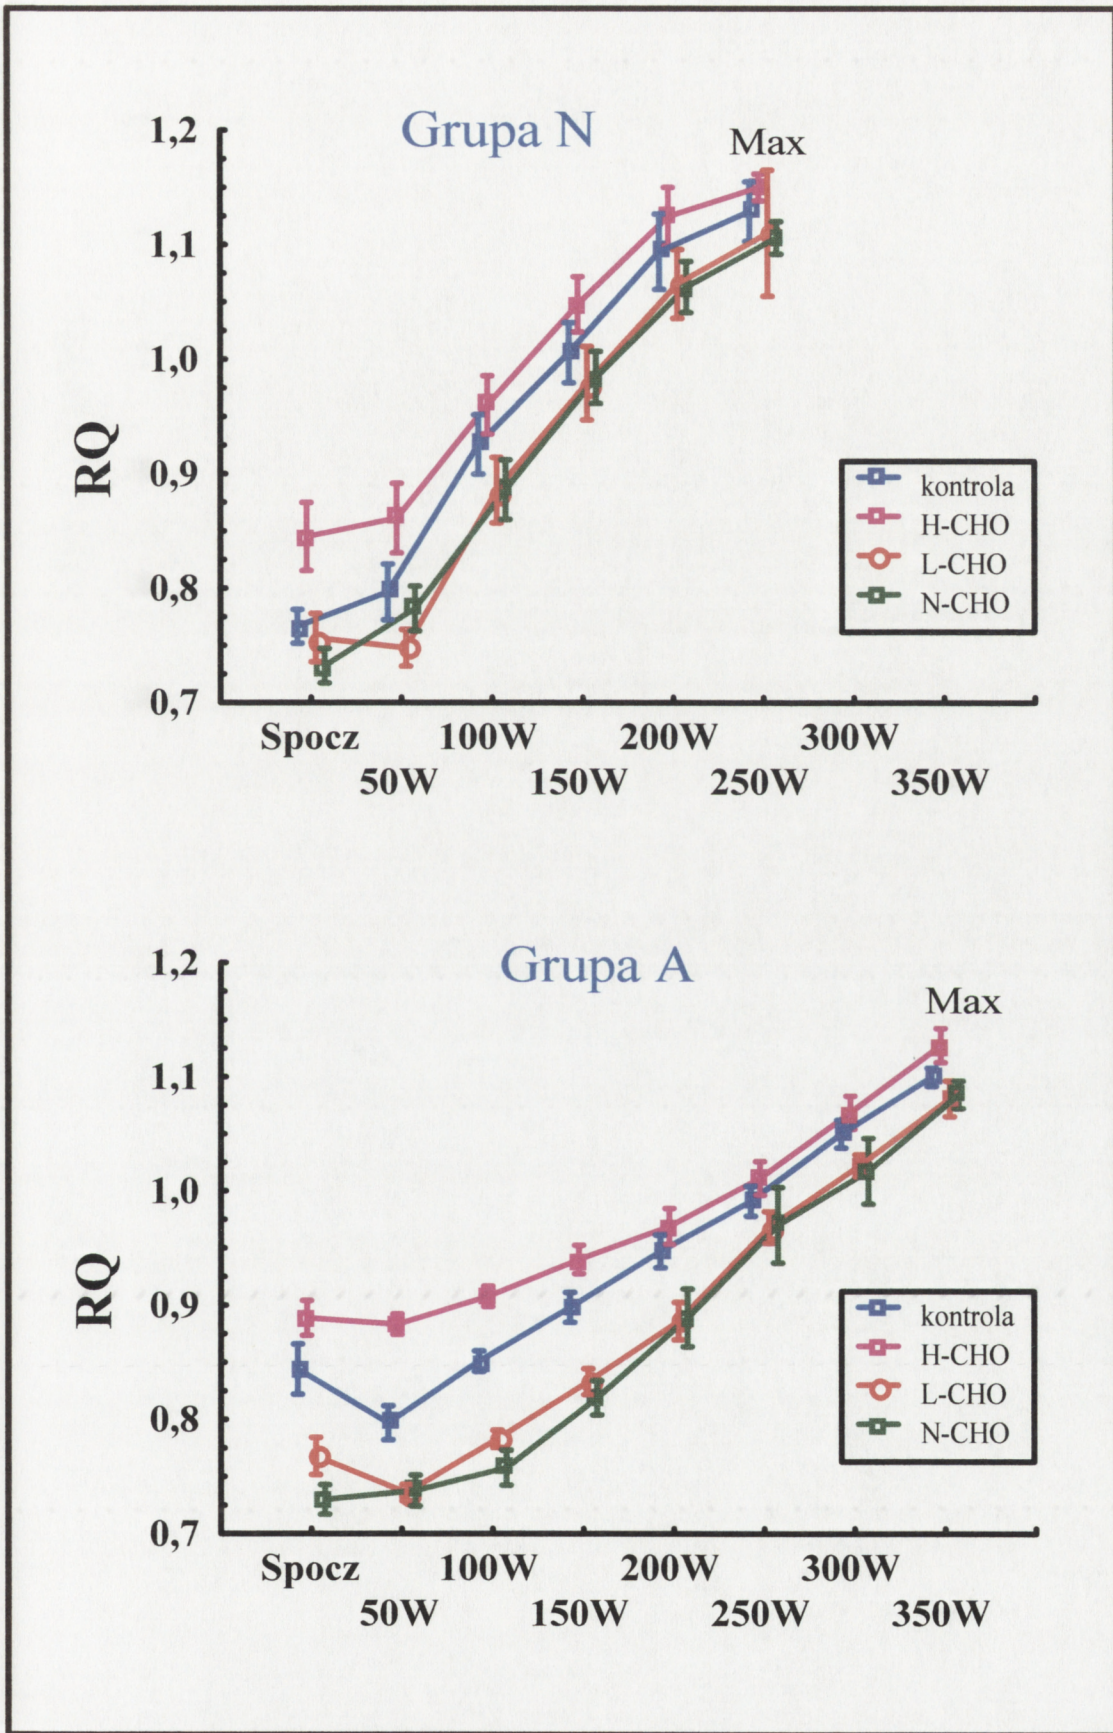 Grupa N
Max
1,2
1,1
1,0
0,9
0,8
0,7
RQ
kontrola
H-CHO
L-CHO
N-CHO
Spocz 100W 200W 300W
50W 150W 250W 350W
Grupa A
Max
1,2
1,1
1,0
0,9
0,8
0,7
RQ
kontrola
H-CHO
L-CHO
N-CHO
Spocz 100W 200W 300W
50W 150W 250W 350W